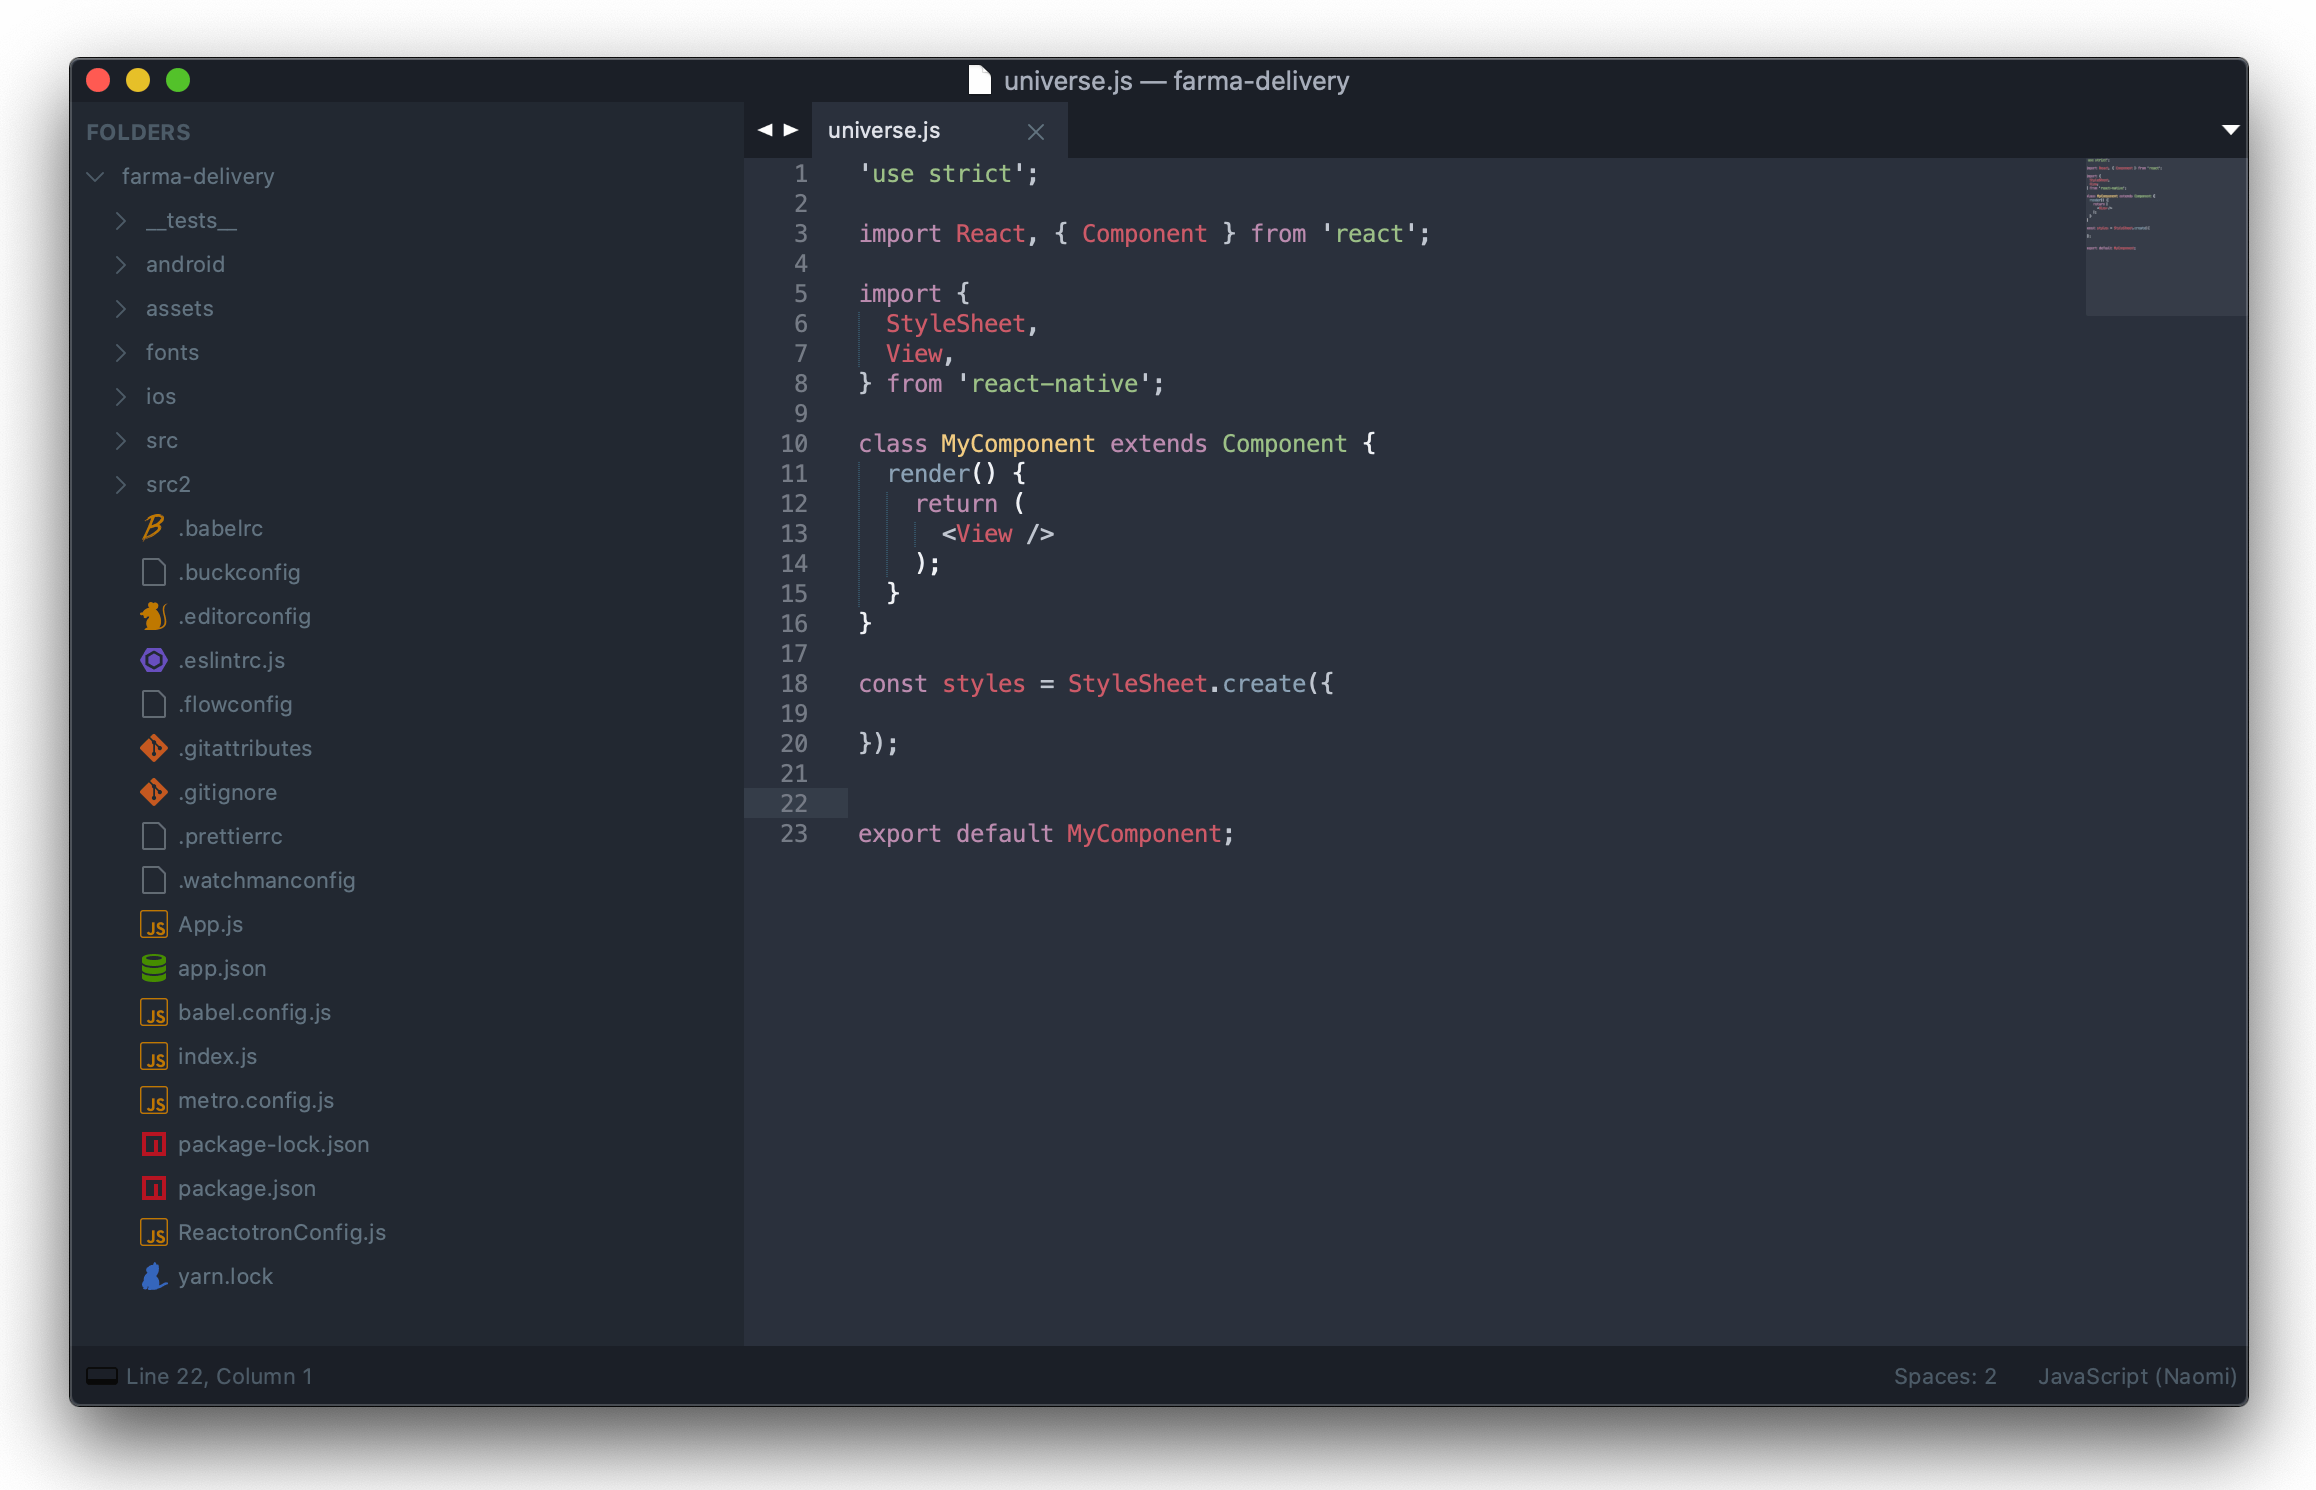 universe.js — farma-delivery
FOLDERS
farma-delivery
__tests__
android
assets
fonts
ios
src
src2
.babelrc
.buckconfig
.editorconfig
.eslintrc.js
.flowconfig
.gitattributes
.gitignore
.prettierrc
.watchmanconfig
JS App.js
app.json
JS babel.config.js
JS index.js
JS metro.config.js
package-lock.json
package.json
JS ReactotronConfig.js
yarn.lock
universe.js
1 'use strict';
2
3 import React, { Component } from 'react';
4
5 import {
6   StyleSheet,
7   View,
8 } from 'react-native';
9
10 class MyComponent extends Component {
11   render() {
12     return (
13       <View />
14     );
15   }
16 }
17
18 const styles = StyleSheet.create({
19
20 });
21
22
23 export default MyComponent;
Line 22, Column 1
Spaces: 2 JavaScript (Naomi)